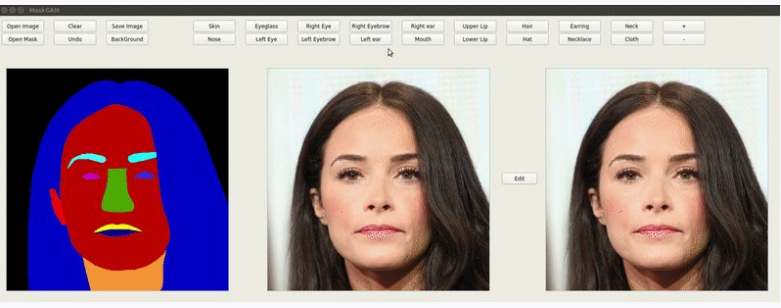 MaskGAN
Open Image Clear Save Image Skin Eyeglass Right Eye Right Eyebrow Right ear Upper Lip Hair Earring Neck +
Open Mask Undo BackGround Nose Left Eye Left Eyebrow Left ear Mouth Lower Lip Hat Necklace Cloth -
Edit